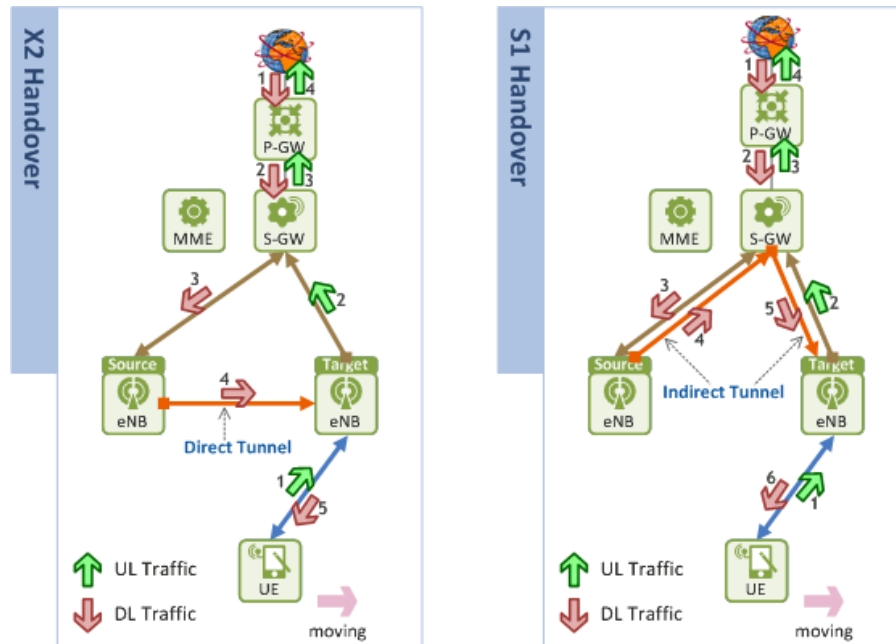 X2 Handover
1
4
P-GW
2
3
MME
S-GW
3
2
Source
Target
eNB
4
eNB
Direct Tunnel
1
5
UE
UL Traffic
DL Traffic
moving
S1 Handover
1
4
P-GW
2
3
MME
S-GW
3
4
5
2
Source
Target
eNB
eNB
Indirect Tunnel
6
1
UE
UL Traffic
DL Traffic
moving